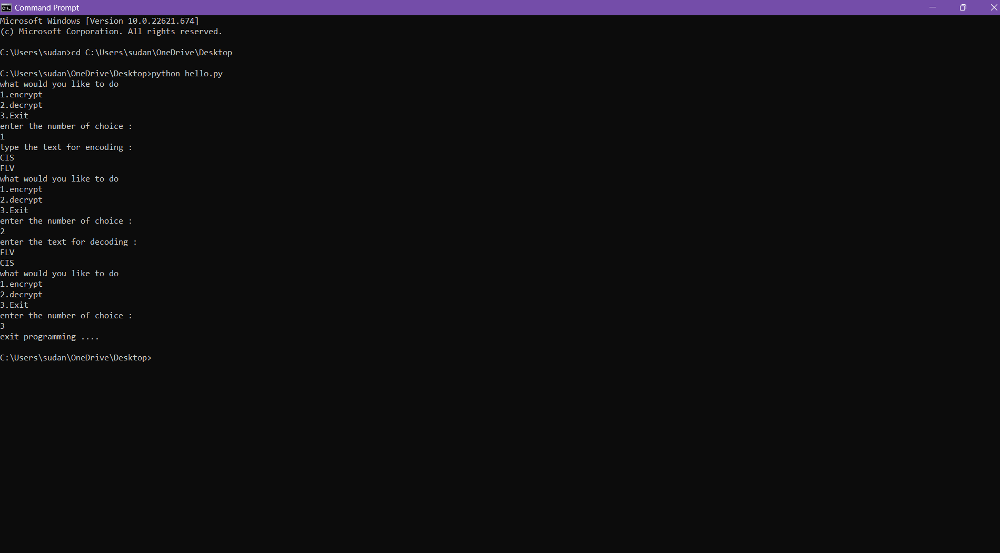 Command Prompt
Microsoft Windows [Version 10.0.22621.674]
(c) Microsoft Corporation. All rights reserved.
C:\Users\sudan>cd C:\Users\sudan\OneDrive\Desktop
C:\Users\sudan\OneDrive\Desktop>python hello.py
what would you like to do
1.encrypt
2.decrypt
3.Exit
enter the number of choice :
1
type the text for encoding :
CIS
FLV
what would you like to do
1.encrypt
2.decrypt
3.Exit
enter the number of choice :
2
enter the text for decoding :
FLV
CIS
what would you like to do
1.encrypt
2.decrypt
3.Exit
enter the number of choice :
3
exit programming ....
C:\Users\sudan\OneDrive\Desktop>